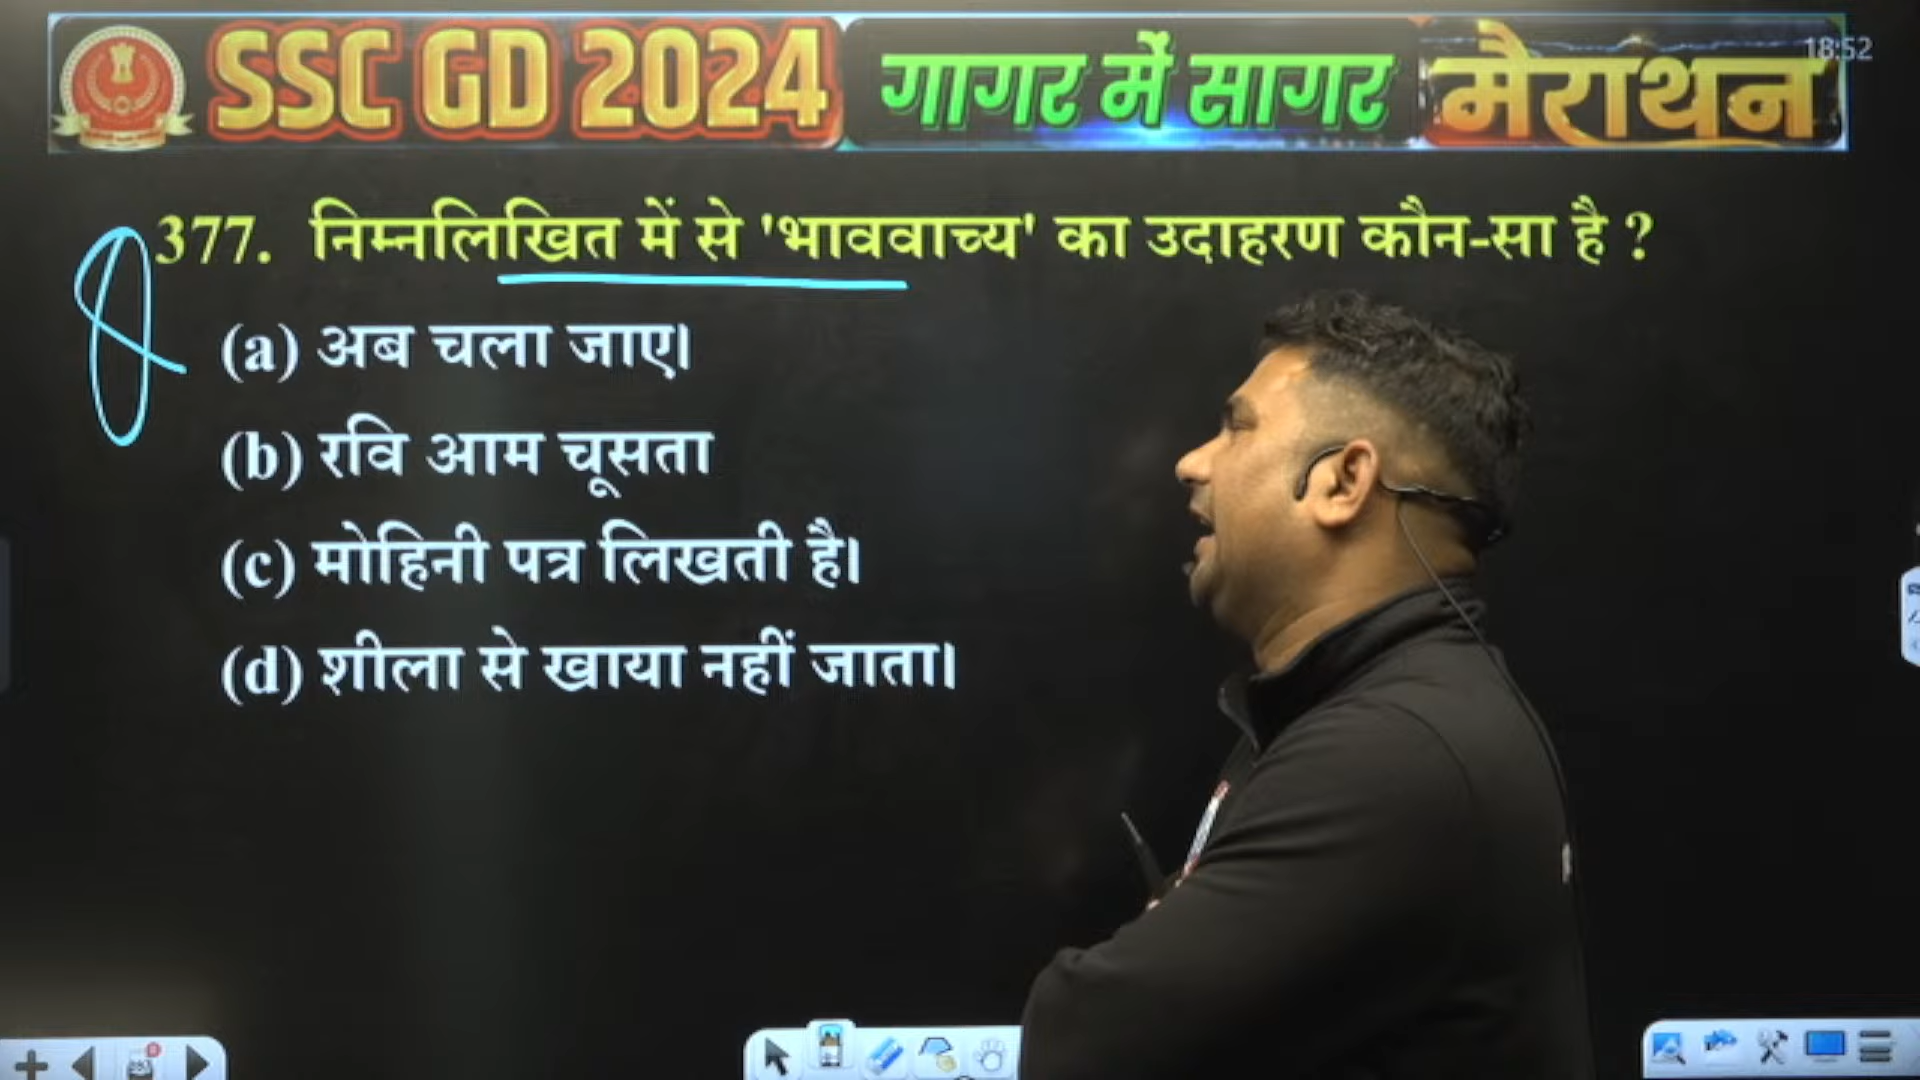 SSC GD 2024 गागर में सागर मैराथन
18:52
377. निम्नलिखित में से 'भाववाच्य' का उदाहरण कौन-सा है ?
(a) अब चला जाए।
(b) रवि आम चूसता
(c) मोहिनी पत्र लिखती है।
(d) शीला से खाया नहीं जाता।